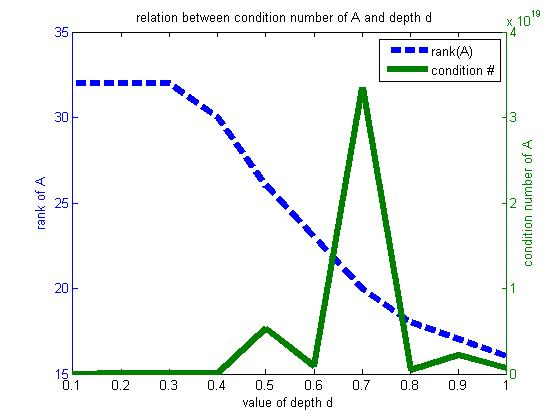 relation between condition number of A and depth d
x 10^19
35
30
25
20
15
rank of A
4
3
2
1
0
condition number of A
rank(A)
condition #
0.1 0.2 0.3 0.4 0.5 0.6 0.7 0.8 0.9 1
value of depth d